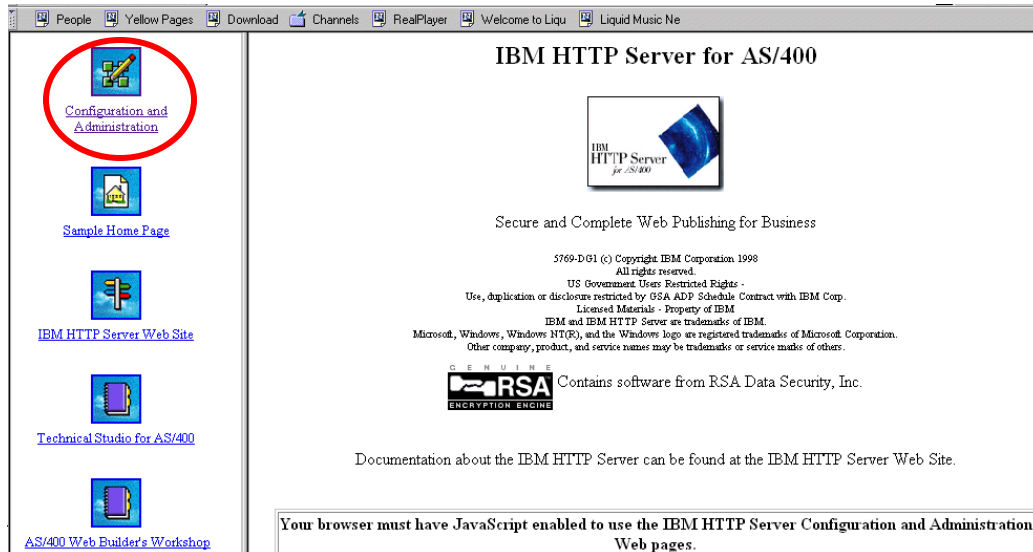 People Yellow Pages Download Channels RealPlayer Welcome to Liqu Liquid Music Ne
Configuration and
Administration
Sample Home Page
IBM HTTP Server Web Site
Technical Studio for AS/400
AS/400 Web Builder's Workshop
IBM HTTP Server for AS/400
IBM
HTTP Server
for AS/400
Secure and Complete Web Publishing for Business
5769-DG1 (c) Copyright IBM Corporation 1998
All rights reserved.
US Government Users Restricted Rights -
Use, duplication or disclosure restricted by GSA ADP Schedule Contract with IBM Corp.
Licensed Materials - Property of IBM
IBM and IBM HTTP Server are trademarks of IBM.
Microsoft, Windows, Windows NT(R), and the Windows logo are registered trademarks of Microsoft Corporation.
Other company, product, and service names may be trademarks or service marks of others.
GENUINE
RSA
ENCRYPTION ENGINE
Contains software from RSA Data Security, Inc.
Documentation about the IBM HTTP Server can be found at the IBM HTTP Server Web Site.
Your browser must have JavaScript enabled to use the IBM HTTP Server Configuration and Administration
Web pages.